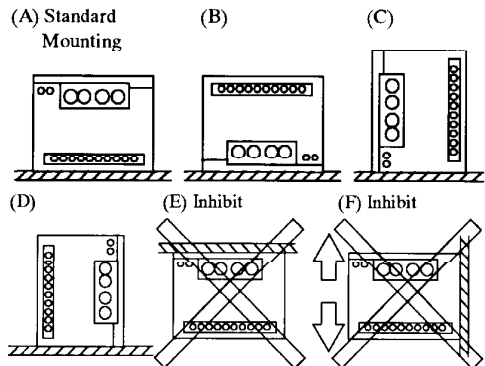 (A) Standard
Mounting
(B)
(C)
(D)
(E) Inhibit
(F) Inhibit